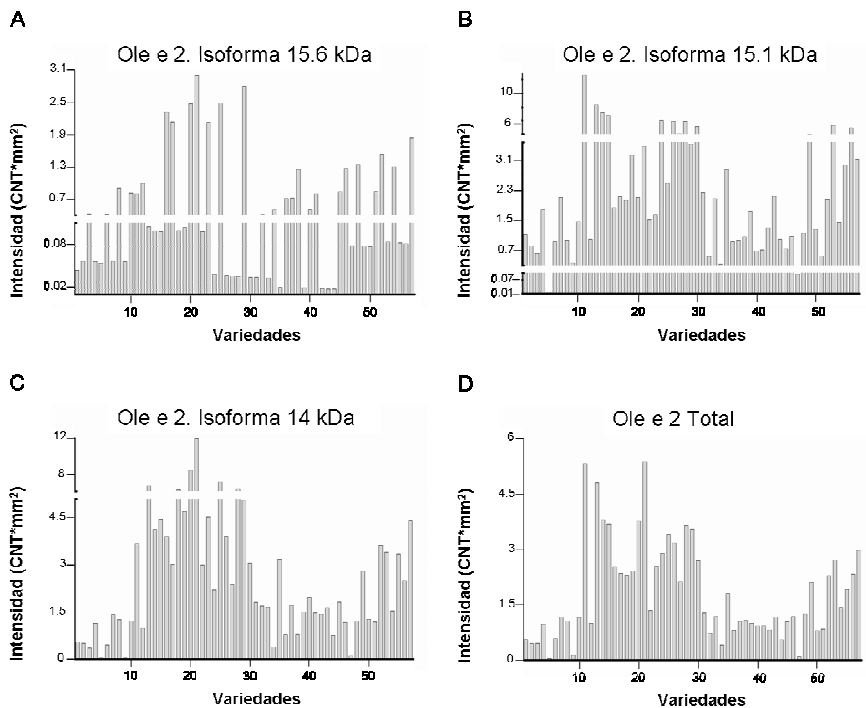 A
Ole e 2. Isoforma 15.6 kDa
Intensidad (CNT*mm²)
3.1
2.5
1.9
1.3
0.7
0.08
0.02
10
20
30
40
50
Variedades
B
Ole e 2. Isoforma 15.1 kDa
Intensidad (CNT*mm²)
10
6
3.1
2.3
1.5
0.7
0.07
0.01
10
20
30
40
50
Variedades
C
Ole e 2. Isoforma 14 kDa
Intensidad (CNT*mm²)
12
8
4.5
3
1.5
0
10
20
30
40
50
Variedades
D
Ole e 2 Total
Intensidad (CNT*mm²)
6
4.5
3
1.5
0
10
20
30
40
50
Variedades